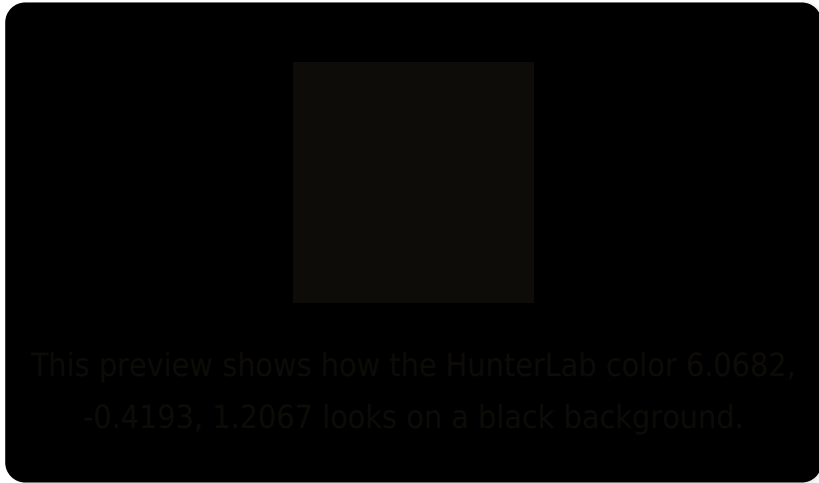 This preview shows how the HunterLab color 6.0682,
-0.4193, 1.2067 looks on a black background.